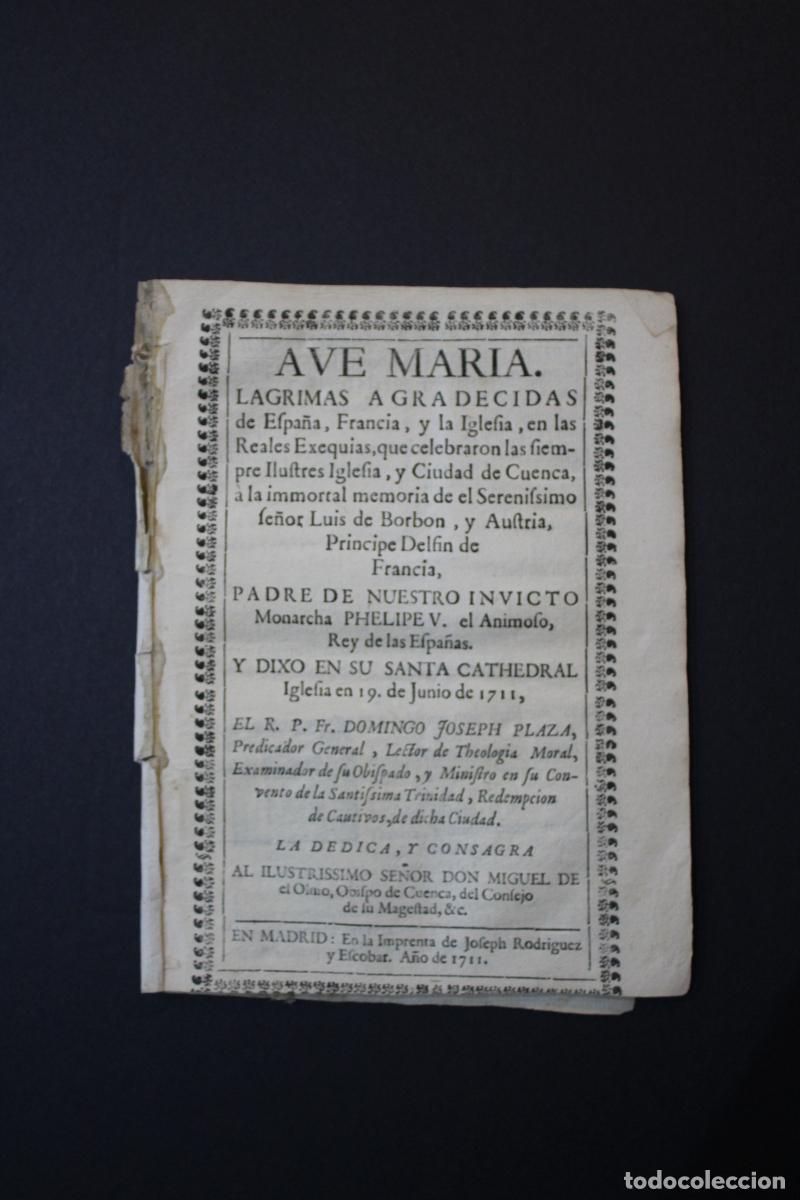 AVE MARIA.
LAGRIMAS AGRADECIDAS
de Eſpaña, Francia, y la Igleſia, en las
Reales Exequias, que celebraron las ſiem-
pre Iluſtres Igleſia, y Ciudad de Cuenca,
à la immortal memoria de el Sereniſsimo
ſeñor Luis de Borbon, y Auſtria,
Principe Delfin de
Francia,
PADRE DE NUESTRO INVICTO
Monarcha PHELIPE V. el Animoſo,
Rey de las Eſpañas.
Y DIXO EN SU SANTA CATHEDRAL
Igleſia en 19. de Junio de 1711,
EL R. P. Fr. DOMINGO JOSEPH PLAZA,
Predicador General, Lector de Theologia Moral,
Examinador de ſu Obiſpado, y Miniſtro en ſu Con-
vento de la Santiſsima Trinidad, Redempcion
de Cautivos, de dicha Ciudad.
LA DEDICA, Y CONSAGRA
AL ILUSTRISSIMO SEÑOR DON MIGUEL DE
el Olmo, Obiſpo de Cuenca, del Conſejo
de ſu Mageſtad, &c.
EN MADRID: En la Imprenta de Joſeph Rodriguez
y Eſcobar. Año de 1711.
todocoleccion